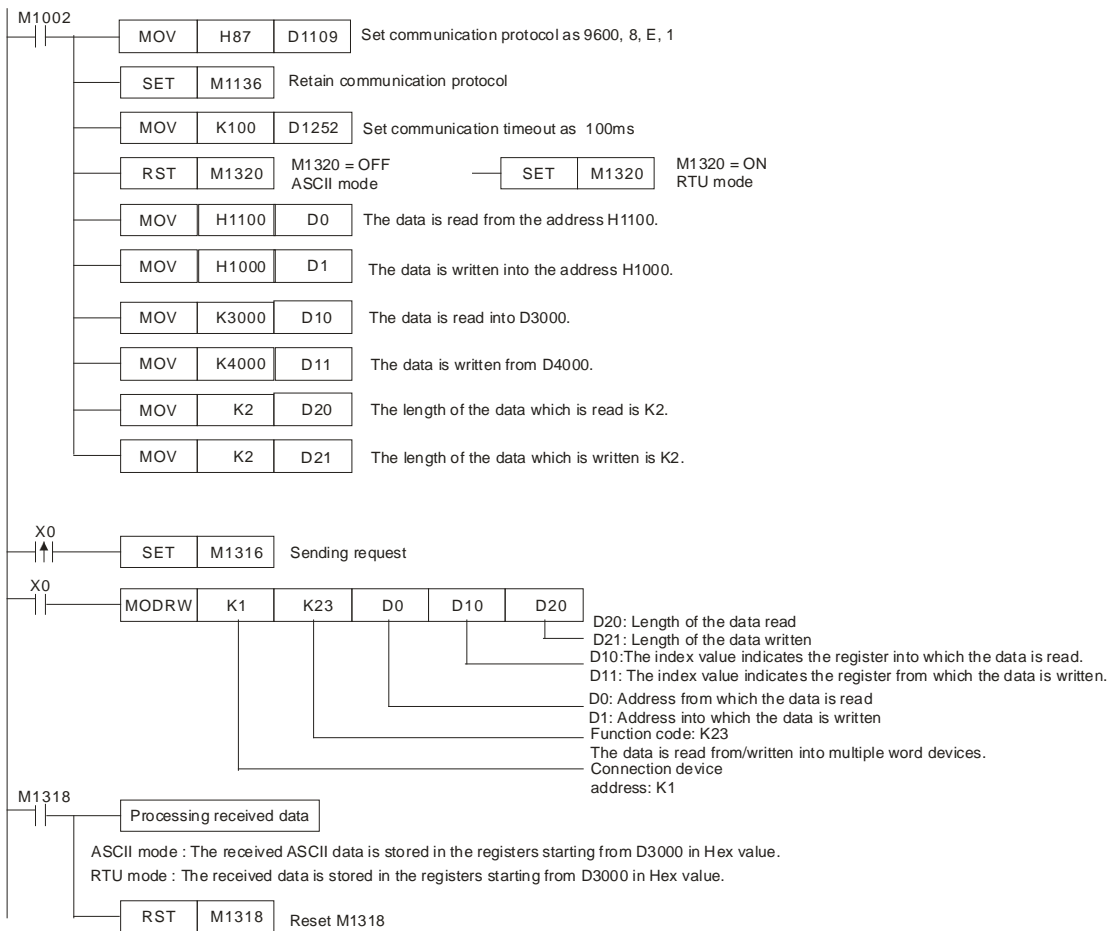 M1002
MOV H87 D1109 Set communication protocol as 9600, 8, E, 1
SET M1136 Retain communication protocol
MOV K100 D1252 Set communication timeout as 100ms
RST M1320 M1320 = OFF
ASCII mode
SET M1320 M1320 = ON
RTU mode
MOV H1100 D0 The data is read from the address H1100.
MOV H1000 D1 The data is written into the address H1000.
MOV K3000 D10 The data is read into D3000.
MOV K4000 D11 The data is written from D4000.
MOV K2 D20 The length of the data which is read is K2.
MOV K2 D21 The length of the data which is written is K2.
X0
SET M1316 Sending request
X0
MODRW K1 K23 D0 D10 D20
D20: Length of the data read
D21: Length of the data written
D10:The index value indicates the register into which the data is read.
D11: The index value indicates the register from which the data is written.
D0: Address from which the data is read
D1: Address into which the data is written
Function code: K23
The data is read from/written into multiple word devices.
Connection device
address: K1
M1318
Processing received data
ASCII mode : The received ASCII data is stored in the registers starting from D3000 in Hex value.
RTU mode : The received data is stored in the registers starting from D3000 in Hex value.
RST M1318 Reset M1318